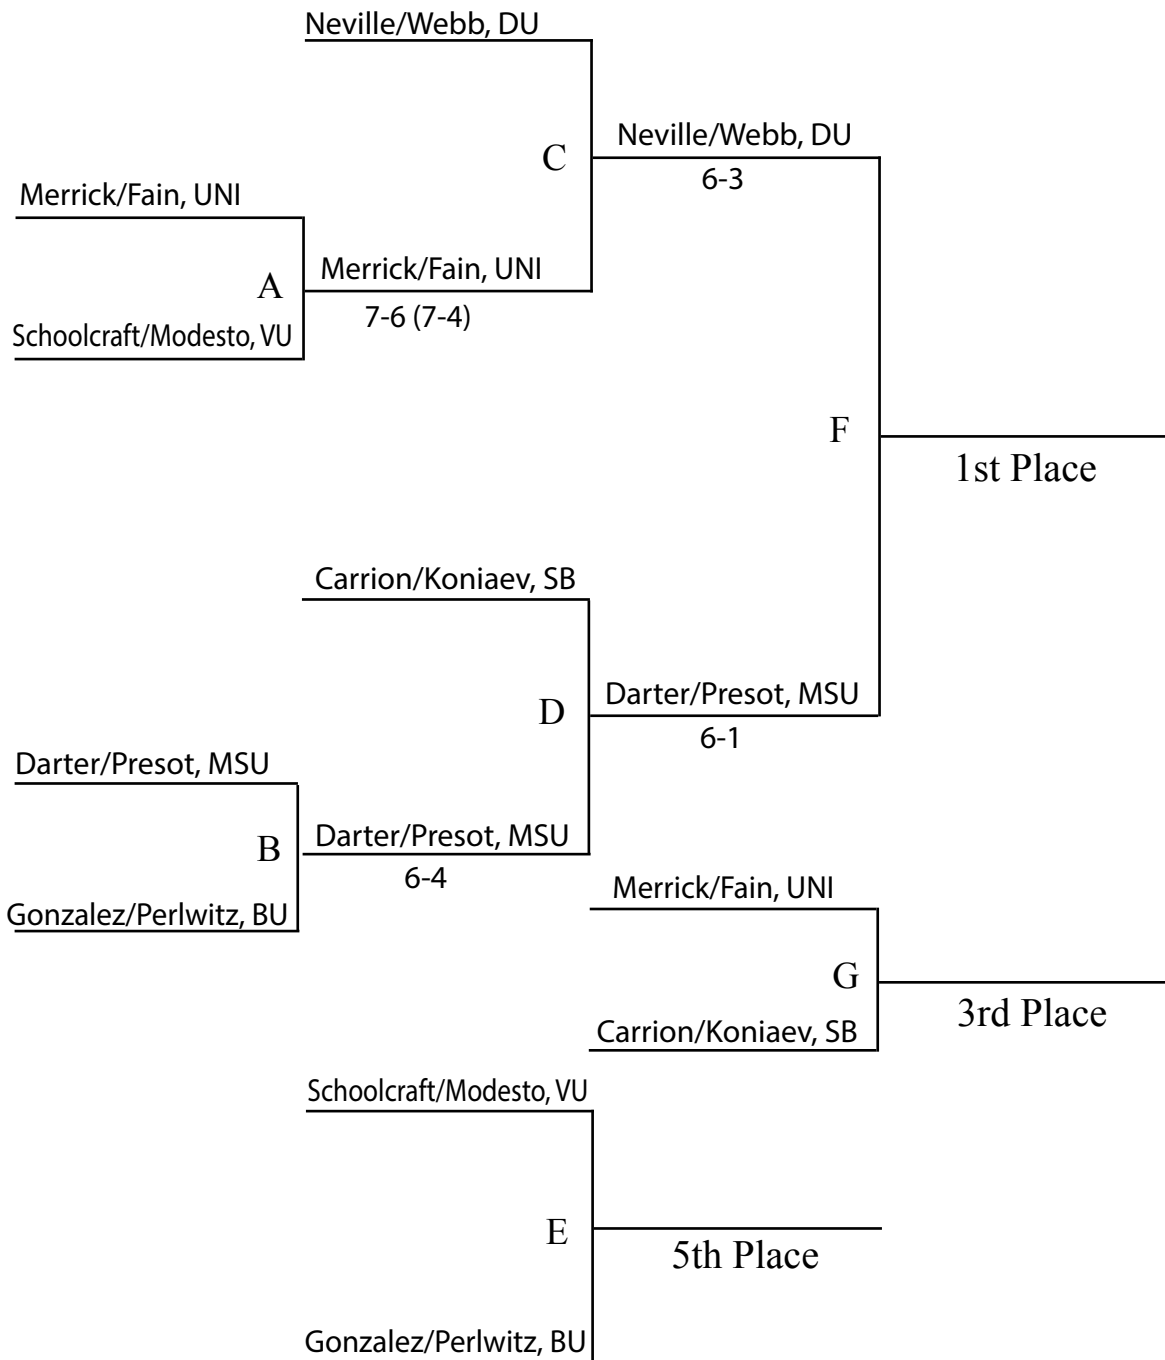 Neville/Webb, DU
Neville/Webb, DU
C
6-3
Merrick/Fain, UNI
Merrick/Fain, UNI
A
7-6 (7-4)
Schoolcraft/Modesto, VU
F
1st Place
Carrion/Koniaev, SB
Darter/Presot, MSU
D
6-1
Darter/Presot, MSU
Darter/Presot, MSU
B
6-4
Merrick/Fain, UNI
Gonzalez/Perlwitz, BU
G
3rd Place
Carrion/Koniaev, SB
Schoolcraft/Modesto, VU
E
5th Place
Gonzalez/Perlwitz, BU